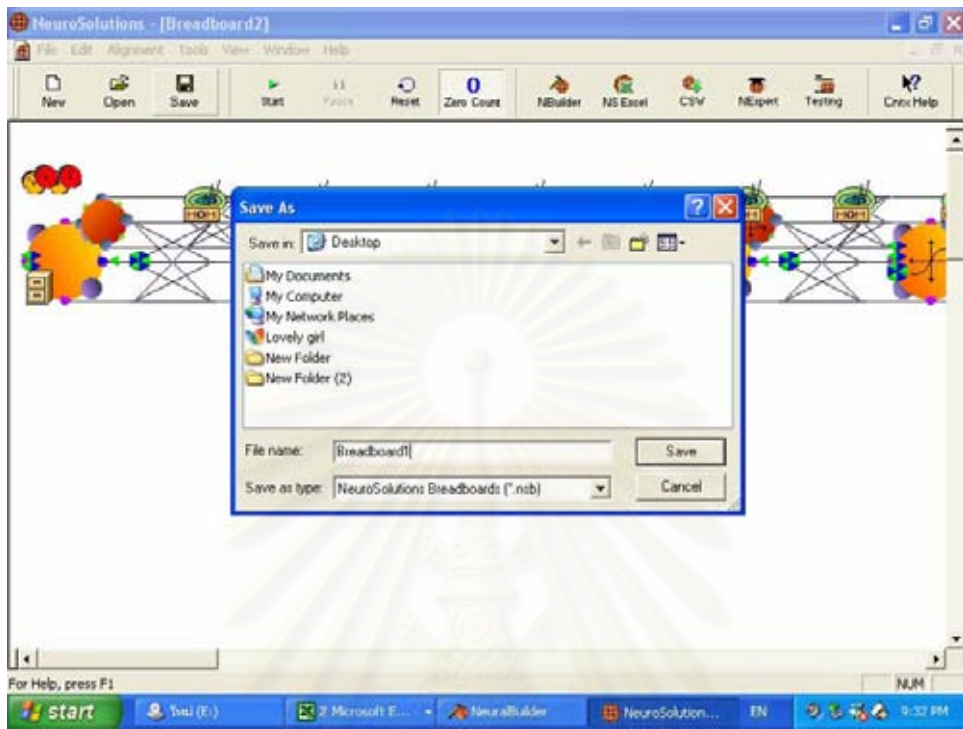 NeuroSolutions - [Breadboard2]
File Edit Alignment Tools View Window Help
New Open Save Start Pause Reset Zero Count NBuilder NS Excel CSV NExpert Testing Cntx Help
Save As
Save in: Desktop
My Documents
My Computer
My Network Places
Lovely girl
New Folder
New Folder (2)
File name: Breadboard1
Save
Save as type: NeuroSolutions Breadboards (*.nsb)
Cancel
For Help, press F1
NUM
start
(E:)
2 Microsoft E...
NeuralBuilder
NeuroSolution...
EN
9:32 PM